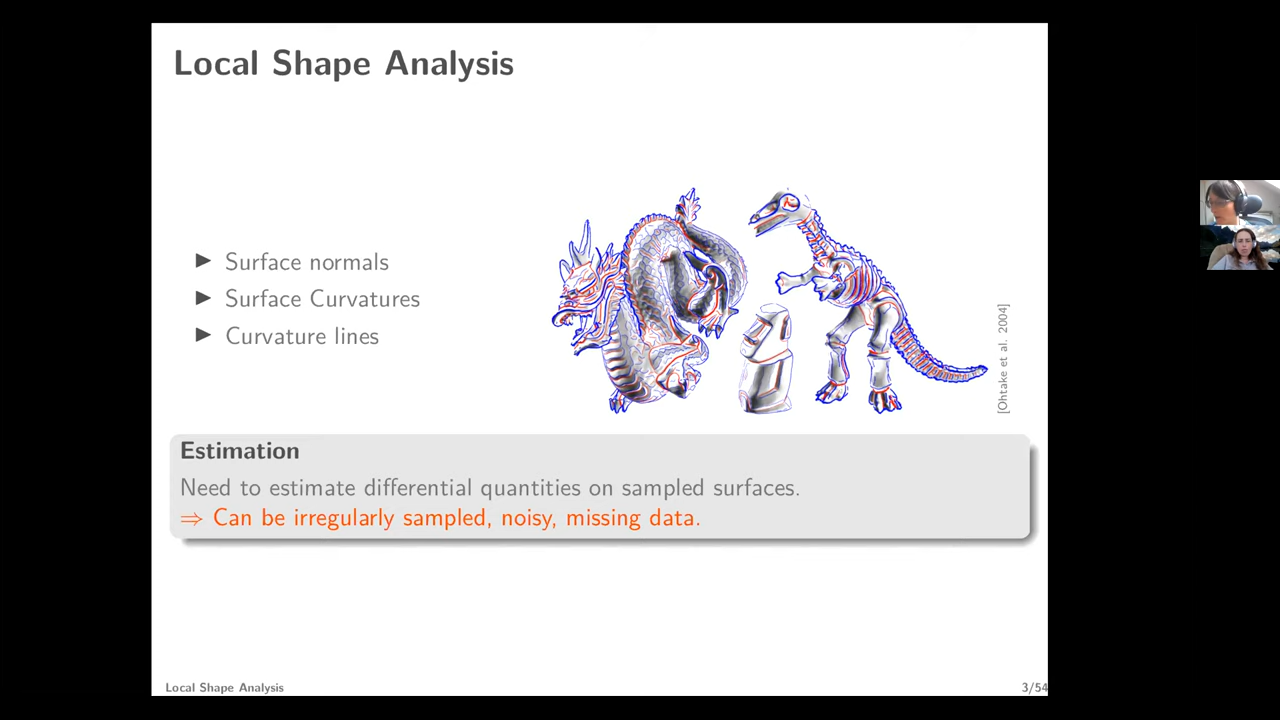 Local Shape Analysis
▶ Surface normals
▶ Surface Curvatures
▶ Curvature lines
[Ohtake et al. 2004]
Estimation
Need to estimate differential quantities on sampled surfaces.
⇒ Can be irregularly sampled, noisy, missing data.
Local Shape Analysis
3/54